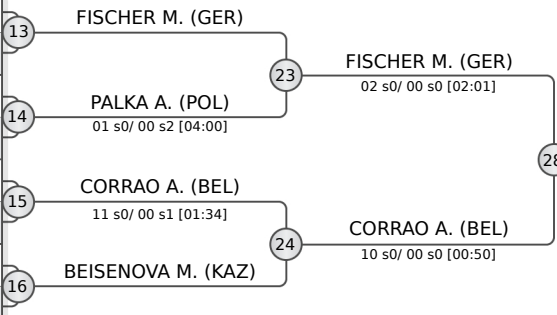 FISCHER M. (GER)
13
FISCHER M. (GER)
23
02 s0/ 00 s0 [02:01]
PALKA A. (POL)
14
01 s0/ 00 s2 [04:00]
28
CORRAO A. (BEL)
15
11 s0/ 00 s1 [01:34]
CORRAO A. (BEL)
24
10 s0/ 00 s0 [00:50]
BEISENOVA M. (KAZ)
16